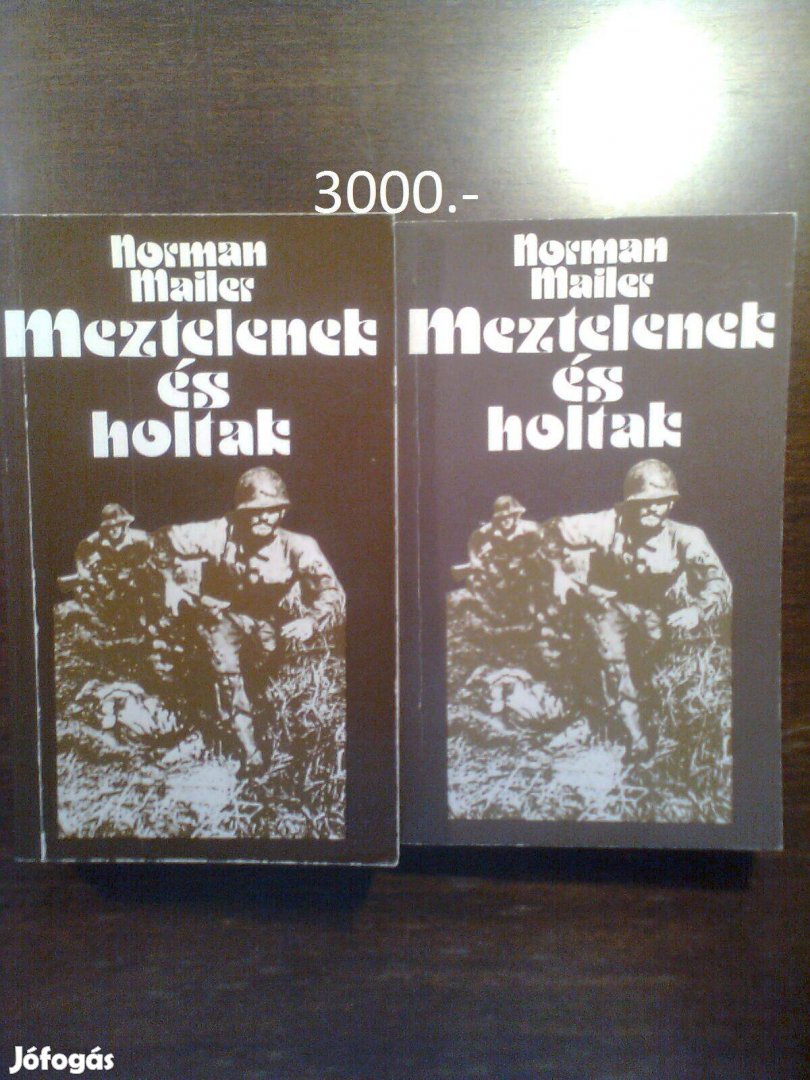 3000.-
Norman
Mailer
Meztelenek
és
holtak
Norman
Mailer
Meztelenek
és
holtak
Jófogás